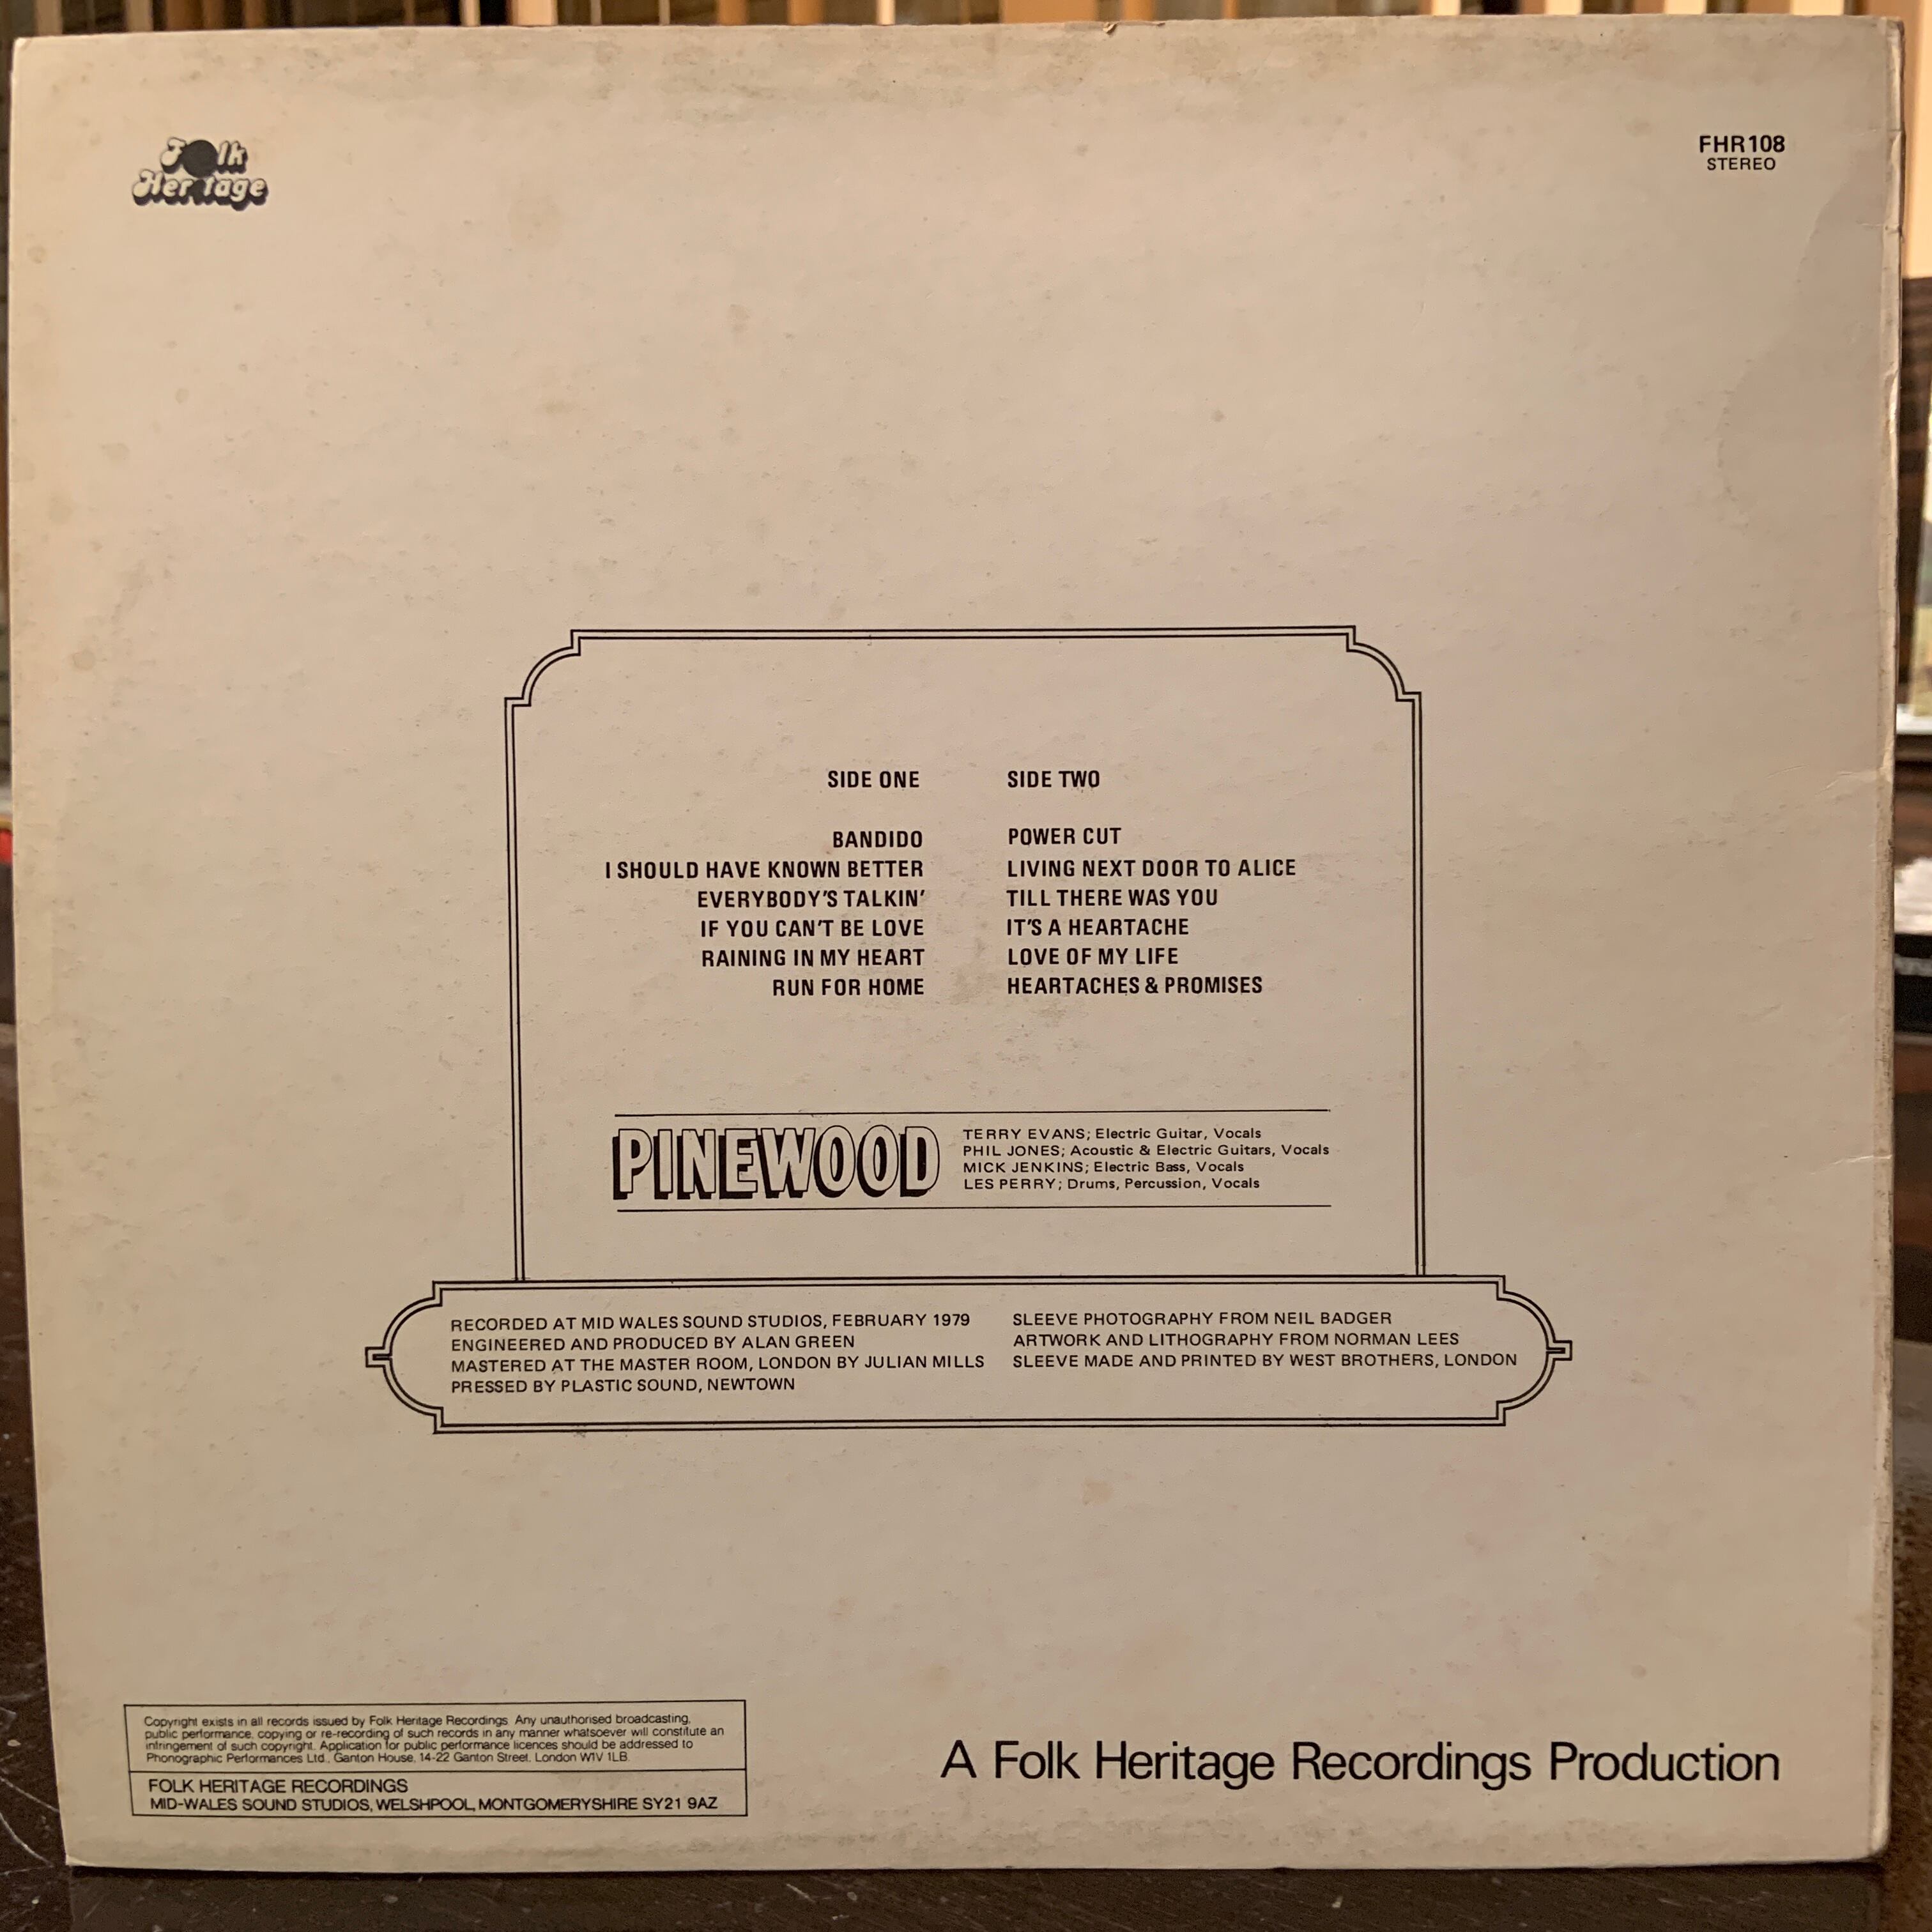 Folk
Heritage
FHR108
STEREO
SIDE ONE
BANDIDO
I SHOULD HAVE KNOWN BETTER
EVERYBODY'S TALKIN'
IF YOU CAN'T BE LOVE
RAINING IN MY HEART
RUN FOR HOME
SIDE TWO
POWER CUT
LIVING NEXT DOOR TO ALICE
TILL THERE WAS YOU
IT'S A HEARTACHE
LOVE OF MY LIFE
HEARTACHES & PROMISES
PINEWOOD
TERRY EVANS; Electric Guitar, Vocals
PHIL JONES; Acoustic & Electric Guitars, Vocals
MICK JENKINS; Electric Bass, Vocals
LES PERRY; Drums, Percussion, Vocals
RECORDED AT MID WALES SOUND STUDIOS, FEBRUARY 1979
ENGINEERED AND PRODUCED BY ALAN GREEN
MASTERED AT THE MASTER ROOM, LONDON BY JULIAN MILLS
PRESSED BY PLASTIC SOUND, NEWTOWN
SLEEVE PHOTOGRAPHY FROM NEIL BADGER
ARTWORK AND LITHOGRAPHY FROM NORMAN LEES
SLEEVE MADE AND PRINTED BY WEST BROTHERS, LONDON
Copyright exists in all records issued by Folk Heritage Recordings. Any unauthorised broadcasting,
public performance, copying or re-recording of such records in any manner whatsoever will constitute an
infringement of such copyright. Application for public performance licences should be addressed to
Phonographic Performances Ltd., Ganton House, 14-22 Ganton Street, London W1V 1LB.
FOLK HERITAGE RECORDINGS
MID-WALES SOUND STUDIOS, WELSHPOOL, MONTGOMERYSHIRE SY21 9AZ
A Folk Heritage Recordings Production